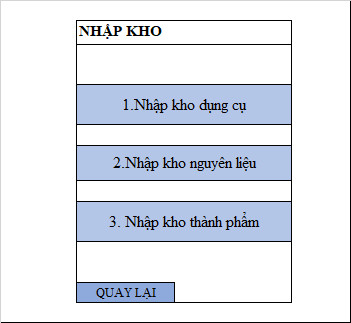 NHẬP KHO
1.Nhập kho dụng cụ
2.Nhập kho nguyên liệu
3. Nhập kho thành phẩm
QUAY LẠI